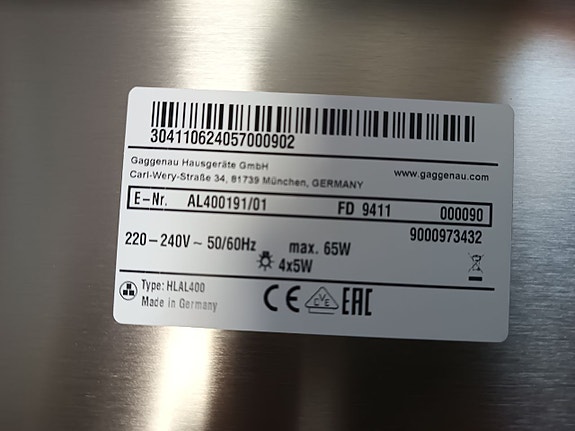 304110624057000902
Gaggenau Hausgeräte GmbH
www.gaggenau.com
Carl-Wery-Straße 34, 81739 München, GERMANY
E-Nr. AL400191/01 FD 9411 000090
9000973432
220-240V ~ 50/60Hz max. 65W
4x5W
Type: HLAL400
Made in Germany
CE EAC